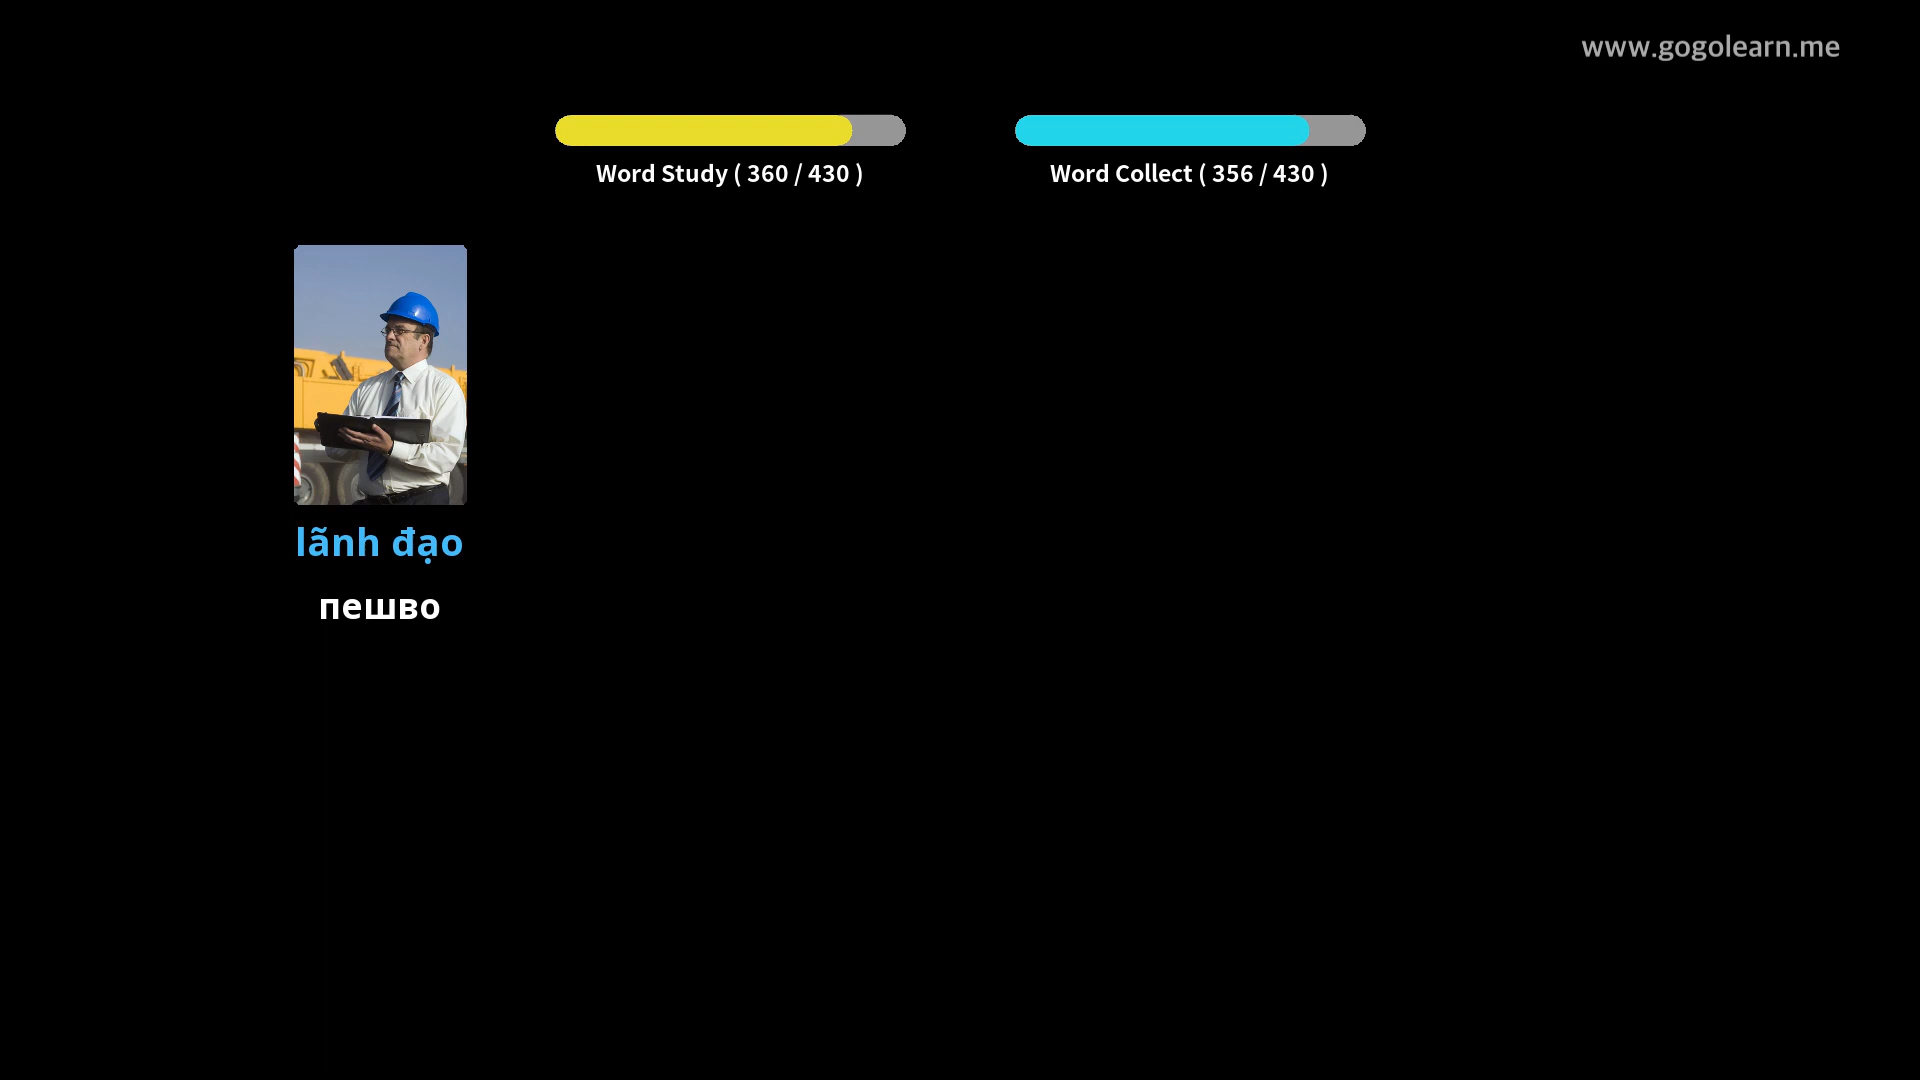 www.gogolearn.me
Word Study ( 360 / 430 )
Word Collect ( 356 / 430 )
lãnh đạo
пешво